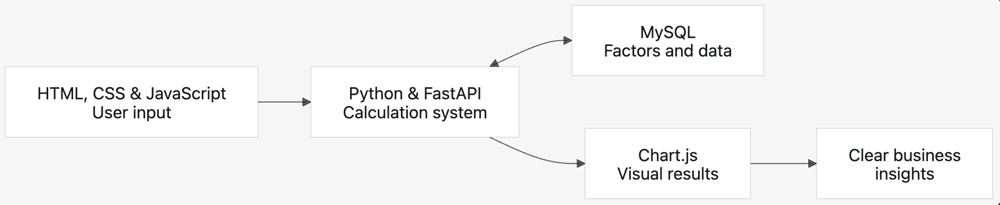 HTML, CSS & JavaScript
User input
Python & FastAPI
Calculation system
MySQL
Factors and data
Chart.js
Visual results
Clear business
insights